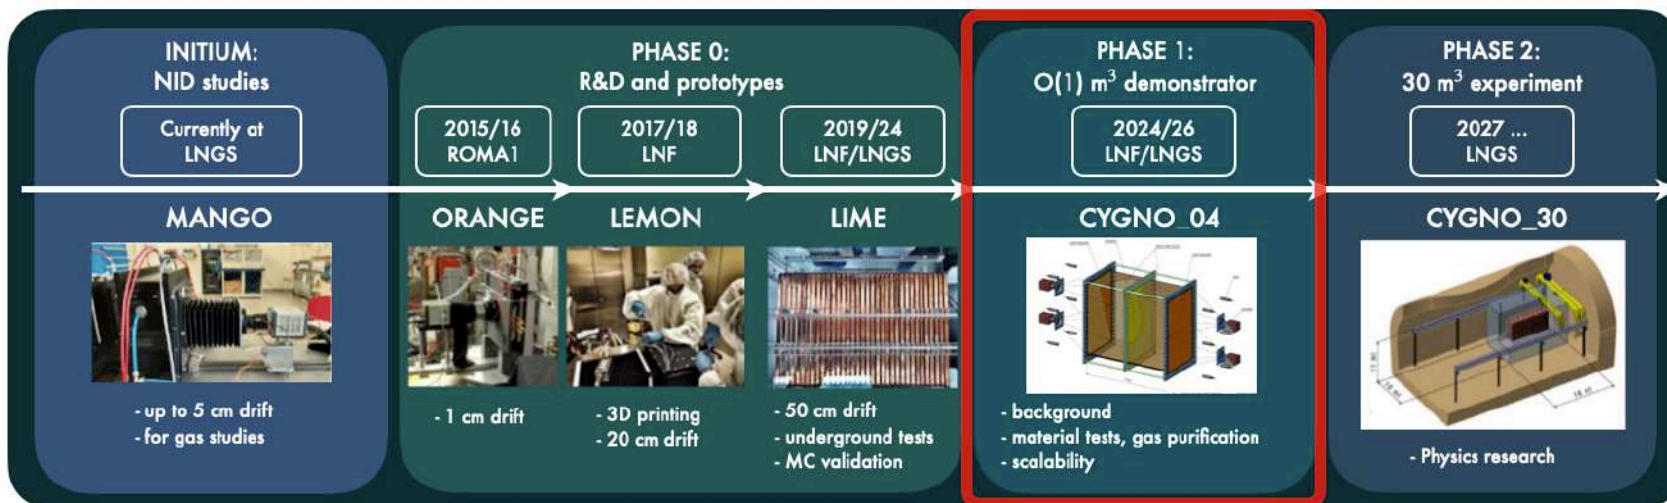 INITIUM:
NID studies
Currently at
LNGS
MANGO
- up to 5 cm drift
- for gas studies
PHASE 0:
R&D and prototypes
2015/16
ROMA1
ORANGE
- 1 cm drift
2017/18
LNF
LEMON
- 3D printing
- 20 cm drift
2019/24
LNF/LNGS
LIME
- 50 cm drift
- underground tests
- MC validation
PHASE 1:
O(1) m³ demonstrator
2024/26
LNF/LNGS
CYGNO_04
- background
- material tests, gas purification
- scalability
PHASE 2:
30 m³ experiment
2027 ...
LNGS
CYGNO_30
- Physics research